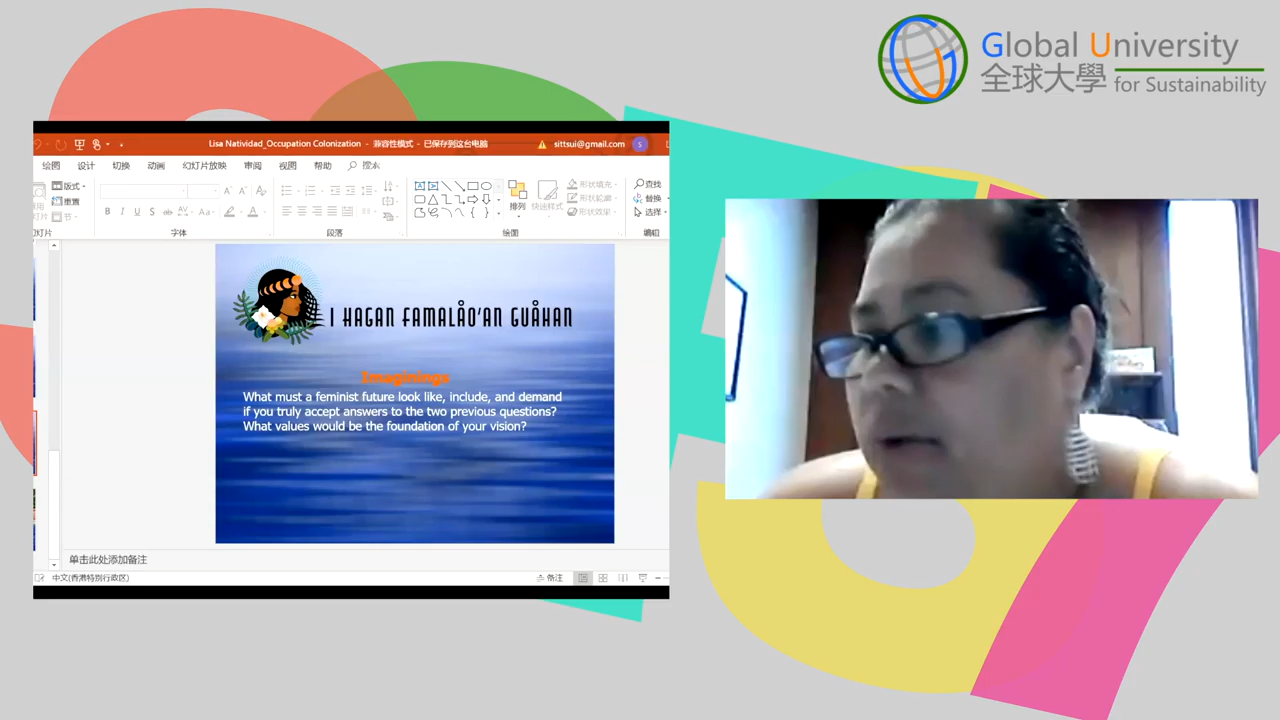 Global University
全球大學
for Sustainability
Lisa Natividad_Occupation Colonization - 兼容性模式 - 已保存到这台电脑
sittsui@gmail.com
S
绘图 设计 切换 动画 幻灯片放映 审阅 视图 帮助 搜索
版式
重置
节
B I U S ab AV Aa A
字体
段落
排列
快速样式
形状填充
形状轮廓
形状效果
绘图
查找
替换
选择
编辑
I HAGAN FAMALÅO'AN GUÅHAN
Imaginings
What must a feminist future look like, include, and demand
if you truly accept answers to the two previous questions?
What values would be the foundation of your vision?
单击此处添加备注
中文(香港特别行政区)
备注